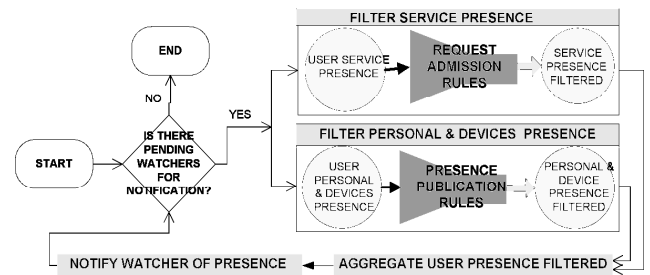 FILTER SERVICE PRESENCE
END
USER SERVICE
PRESENCE
REQUEST
ADMISSION
RULES
SERVICE
PRESENCE
FILTERED
NO
YES
IS THERE
PENDING
WATCHERS
FOR
NOTIFICATION?
START
FILTER PERSONAL & DEVICES PRESENCE
USER
PERSONAL
& DEVICES
PRESENCE
PRESENCE
PUBLICATION
RULES
PERSONAL &
DEVICE
PRESENCE
FILTERED
NOTIFY WATCHER OF PRESENCE
AGGREGATE USER PRESENCE FILTERED